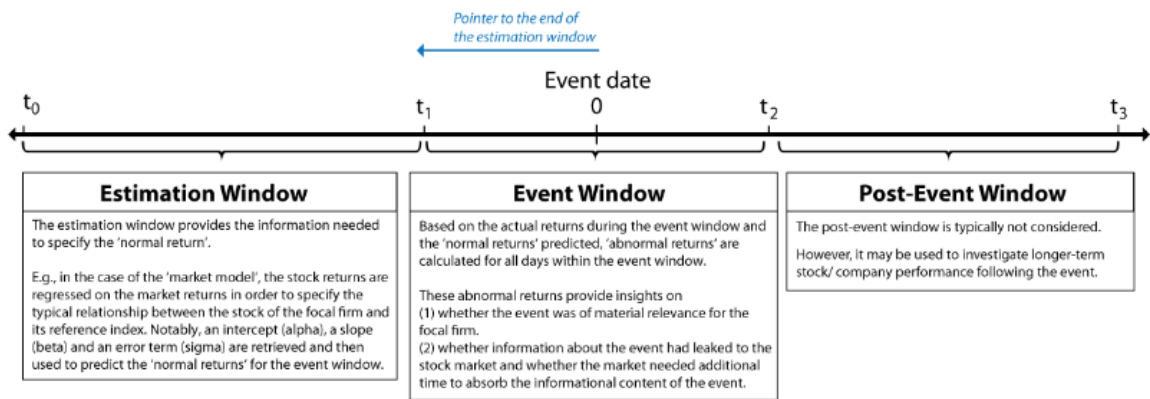 Pointer to the end of
the estimation window
Event date
t0
t1
0
t2
t3
Estimation Window
The estimation window provides the information needed
to specify the 'normal return'.
E.g., in the case of the 'market model', the stock returns are
regressed on the market returns in order to specify the
typical relationship between the stock of the focal firm and
its reference index. Notably, an intercept (alpha), a slope
(beta) and an error term (sigma) are retrieved and then
used to predict the 'normal returns' for the event window.
Event Window
Based on the actual returns during the event window and
the 'normal returns' predicted, 'abnormal returns' are
calculated for all days within the event window.
These abnormal returns provide insights on
(1) whether the event was of material relevance for the
focal firm.
(2) whether information about the event had leaked to the
stock market and whether the market needed additional
time to absorb the informational content of the event.
Post-Event Window
The post-event window is typically not considered.
However, it may be used to investigate longer-term
stock/ company performance following the event.